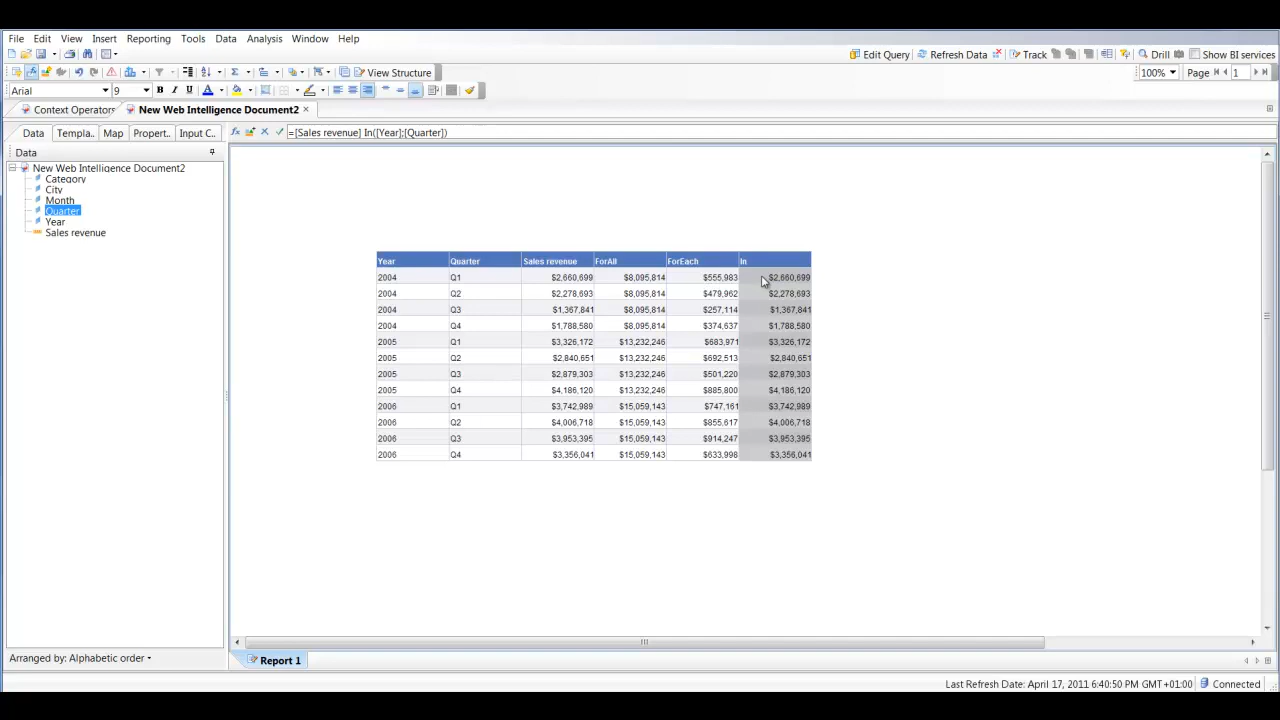 File Edit View Insert Reporting Tools Data Analysis Window Help
Edit Query Refresh Data Track Drill Show BI services
View Structure 100% Page 1
Arial 9 B I U A
Context Operators New Web Intelligence Document2 ×
Data Templa.. Map Propert.. Input C.. =[Sales revenue] In([Year];[Quarter])
Data
New Web Intelligence Document2
Category
City
Month
Quarter
Year
Sales revenue
Year Quarter Sales revenue ForAll ForEach In
2004 Q1 $2,660,699 $8,095,814 $555,983 $2,660,699
2004 Q2 $2,278,693 $8,095,814 $479,962 $2,278,693
2004 Q3 $1,367,841 $8,095,814 $257,114 $1,367,841
2004 Q4 $1,788,580 $8,095,814 $374,637 $1,788,580
2005 Q1 $3,326,172 $13,232,246 $683,971 $3,326,172
2005 Q2 $2,840,651 $13,232,246 $692,513 $2,840,651
2005 Q3 $2,879,303 $13,232,246 $501,220 $2,879,303
2005 Q4 $4,186,120 $13,232,246 $885,800 $4,186,120
2006 Q1 $3,742,989 $15,059,143 $747,161 $3,742,989
2006 Q2 $4,006,718 $15,059,143 $855,617 $4,006,718
2006 Q3 $3,953,395 $15,059,143 $914,247 $3,953,395
2006 Q4 $3,356,041 $15,059,143 $633,998 $3,356,041
Arranged by: Alphabetic order
Report 1
Last Refresh Date: April 17, 2011 6:40:50 PM GMT+01:00 Connected